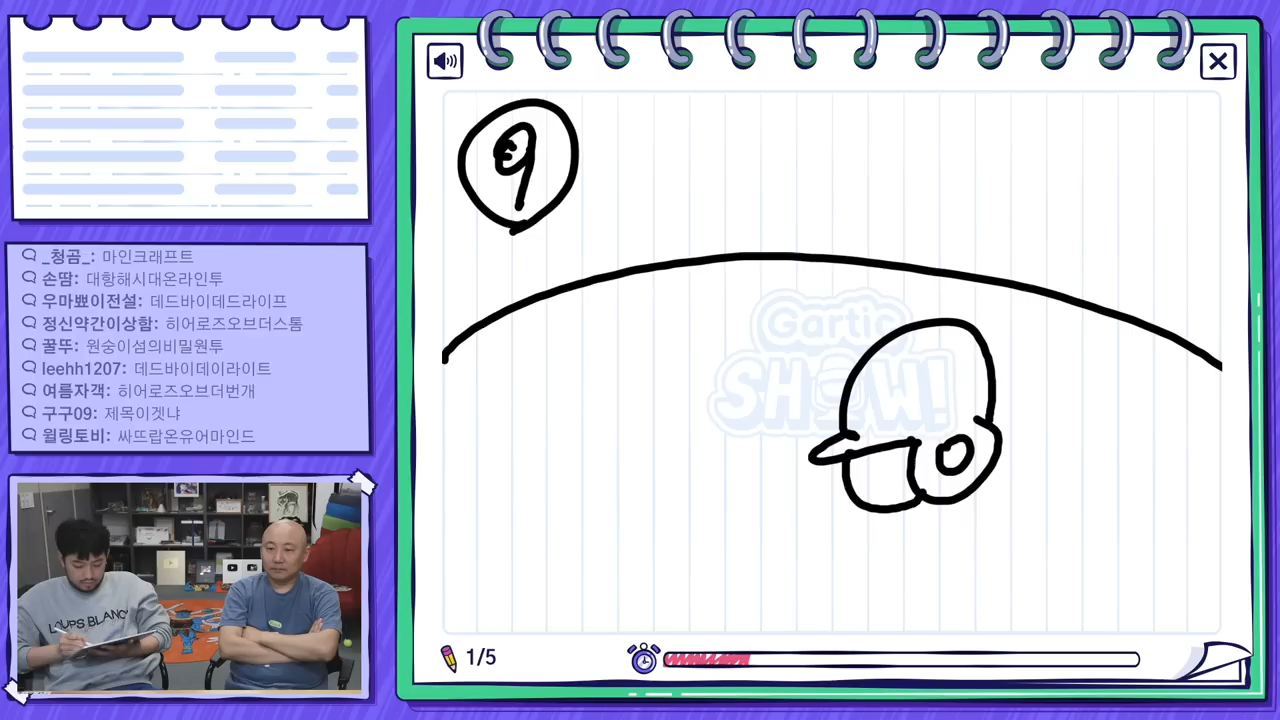 9
Gartic
SHOW!
_청곰_: 마인크래프트
손땀: 대항해시대온라인투
우마뾰이전설: 데드바이데드라이프
정신약간이상함: 히어로즈오브더스톰
꿀뚜: 원숭이섬의비밀원투
leehh1207: 데드바이데이라이트
여름자객: 히어로즈오브더번개
구구09: 제목이겟냐
윌링토비: 싸뜨랍온유어마인드
LOUPS BLANC
1/5